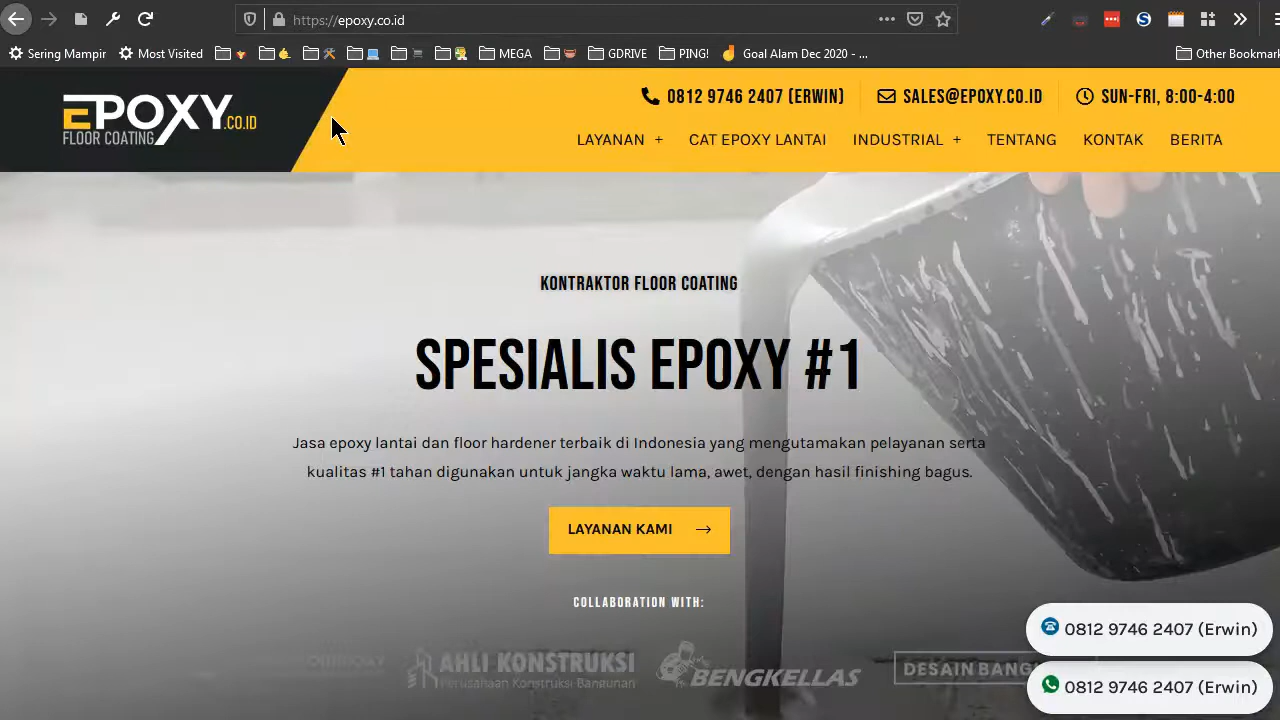 https://epoxy.co.id
Sering Mampir
Most Visited
MEGA
GDRIVE
PING!
Goal Alam Dec 2020 - ...
Other Bookmar
EPOXY.CO.ID
FLOOR COATING
0812 9746 2407 (ERWIN)
SALES@EPOXY.CO.ID
SUN-FRI, 8:00-4:00
LAYANAN +
CAT EPOXY LANTAI
INDUSTRIAL +
TENTANG
KONTAK
BERITA
KONTRAKTOR FLOOR COATING
SPESIALIS EPOXY #1
Jasa epoxy lantai dan floor hardener terbaik di Indonesia yang mengutamakan pelayanan serta
kualitas #1 tahan digunakan untuk jangka waktu lama, awet, dengan hasil finishing bagus.
LAYANAN KAMI →
COLLABORATION WITH:
AHLI KONSTRUKSI
Perusahaan Konstruksi Bangunan
BENGKELLAS
DESAIN BANG
0812 9746 2407 (Erwin)
0812 9746 2407 (Erwin)